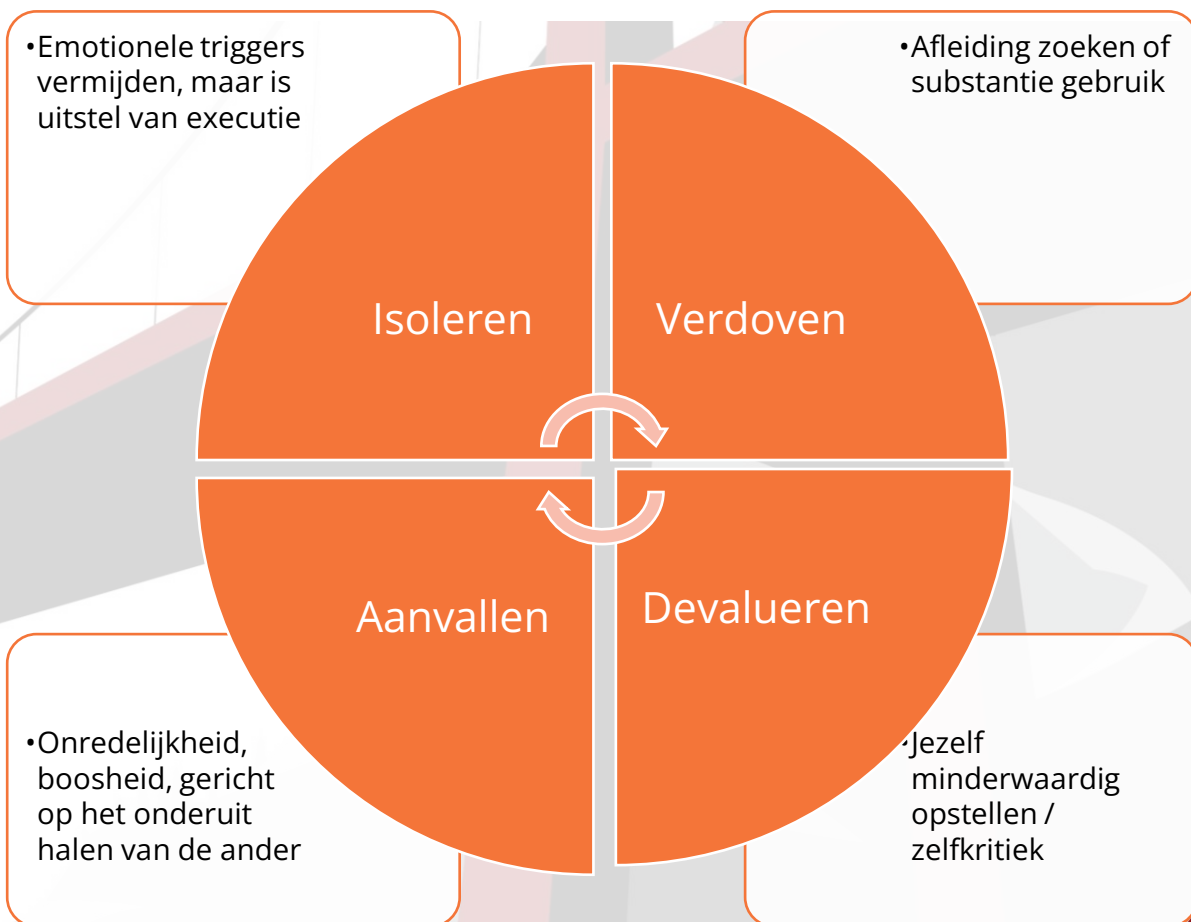 •Emotionele triggers
vermijden, maar is
uitstel van executie
•Afleiding zoeken of
substantie gebruik
Isoleren
Verdoven
Aanvallen
Devalueren
•Onredelijkheid,
boosheid, gericht
op het onderuit
halen van de ander
•Jezelf
minderwaardig
opstellen /
zelfkritiek